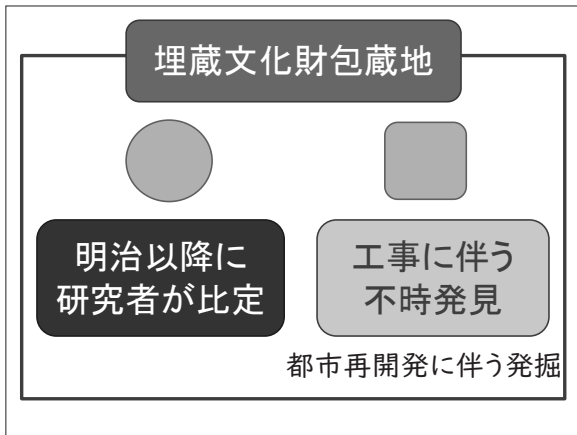 埋蔵文化財包蔵地
明治以降に
研究者が比定
工事に伴う
不時発見
都市再開発に伴う発掘